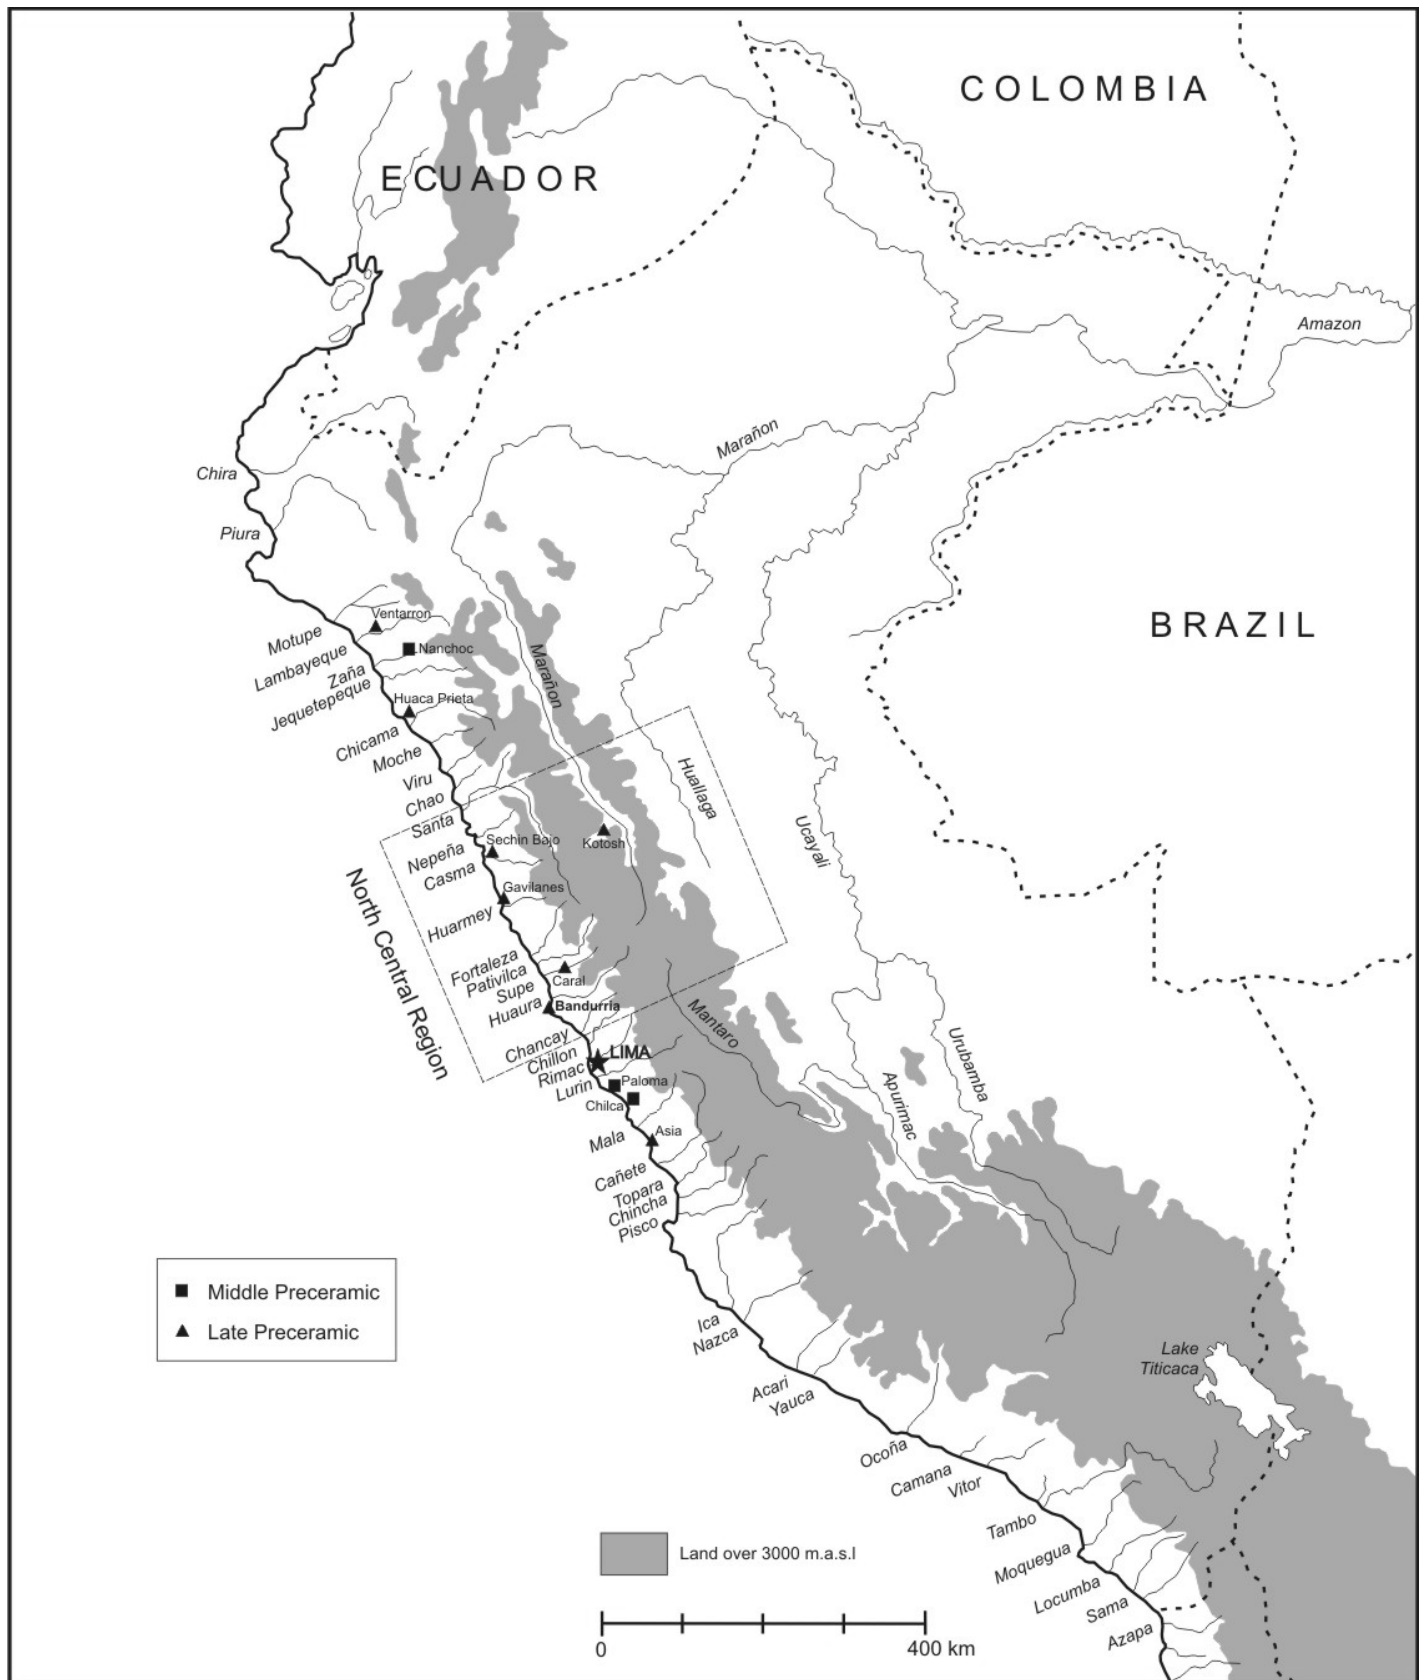 COLOMBIA
ECUADOR
Amazon
Marañon
Chira
Piura
Ventarron
BRAZIL
Motupe
Lambayeque
Nanchoc
Zaña
Marañon
Jequetepeque
Huaca Prieta
Chicama
Moche
Viru
Huallaga
Chao
Santa
Sechin Bajo
Kotosh
Ucayali
Nepeña
Casma
Gavilanes
Huarmey
North Central Region
Fortaleza
Pativilca
Caral
Supe
Huaura
Bandurria
Mantaro
Chancay
Chillon
LIMA
Urubamba
Rimac
Lurin
Paloma
Chilca
Apurimac
Mala
Asia
Cañete
Topara
Chincha
Pisco
Middle Preceramic
Late Preceramic
Ica
Nazca
Lake
Titicaca
Acari
Yauca
Ocoña
Camana
Vitor
Tambo
Land over 3000 m.a.s.l
Moquegua
Locumba
Sama
Azapa
0
400 km